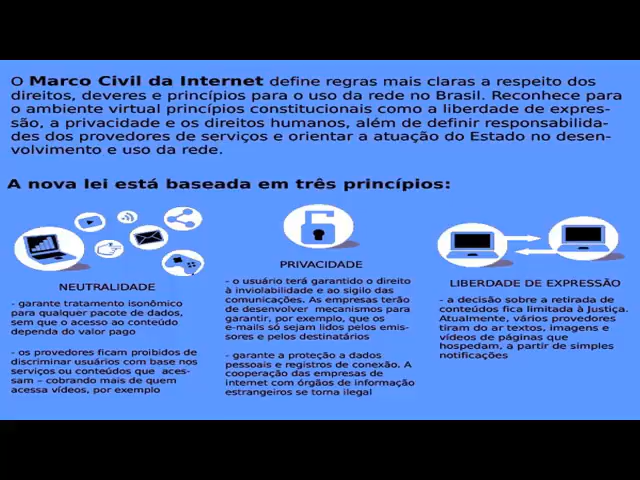 O Marco Civil da Internet define regras mais claras a respeito dos
direitos, deveres e princípios para o uso da rede no Brasil. Reconhece para
o ambiente virtual princípios constitucionais como a liberdade de expres-
são, a privacidade e os direitos humanos, além de definir responsabilida-
des dos provedores de serviços e orientar a atuação do Estado no desen-
volvimento e uso da rede.
A nova lei está baseada em três princípios:
NEUTRALIDADE
- garante tratamento isonômico
para qualquer pacote de dados,
sem que o acesso ao conteúdo
dependa do valor pago
- os provedores ficam proibidos de
discriminar usuários com base nos
serviços ou conteúdos que aces-
sam – cobrando mais de quem
acessa vídeos, por exemplo
PRIVACIDADE
- o usuário terá garantido o direito
à inviolabilidade e ao sigilo das
comunicações. As empresas terão
de desenvolver mecanismos para
garantir, por exemplo, que os
e-mails só sejam lidos pelos emis-
sores e pelos destinatários
- garante a proteção a dados
pessoais e registros de conexão. A
cooperação das empresas de
internet com órgãos de informação
estrangeiros se torna ilegal
LIBERDADE DE EXPRESSÃO
- a decisão sobre a retirada de
conteúdos fica limitada à Justiça.
Atualmente, vários provedores
tiram do ar textos, imagens e
vídeos de páginas que
hospedam, a partir de simples
notificações